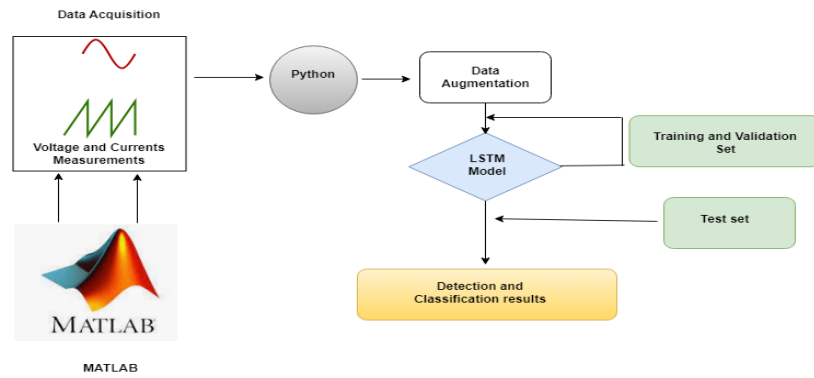 Data Acquisition
Voltage and Currents
Measurements
MATLAB
MATLAB
Python
Data
Augmentation
LSTM
Model
Training and Validation
Set
Test set
Detection and
Classification results